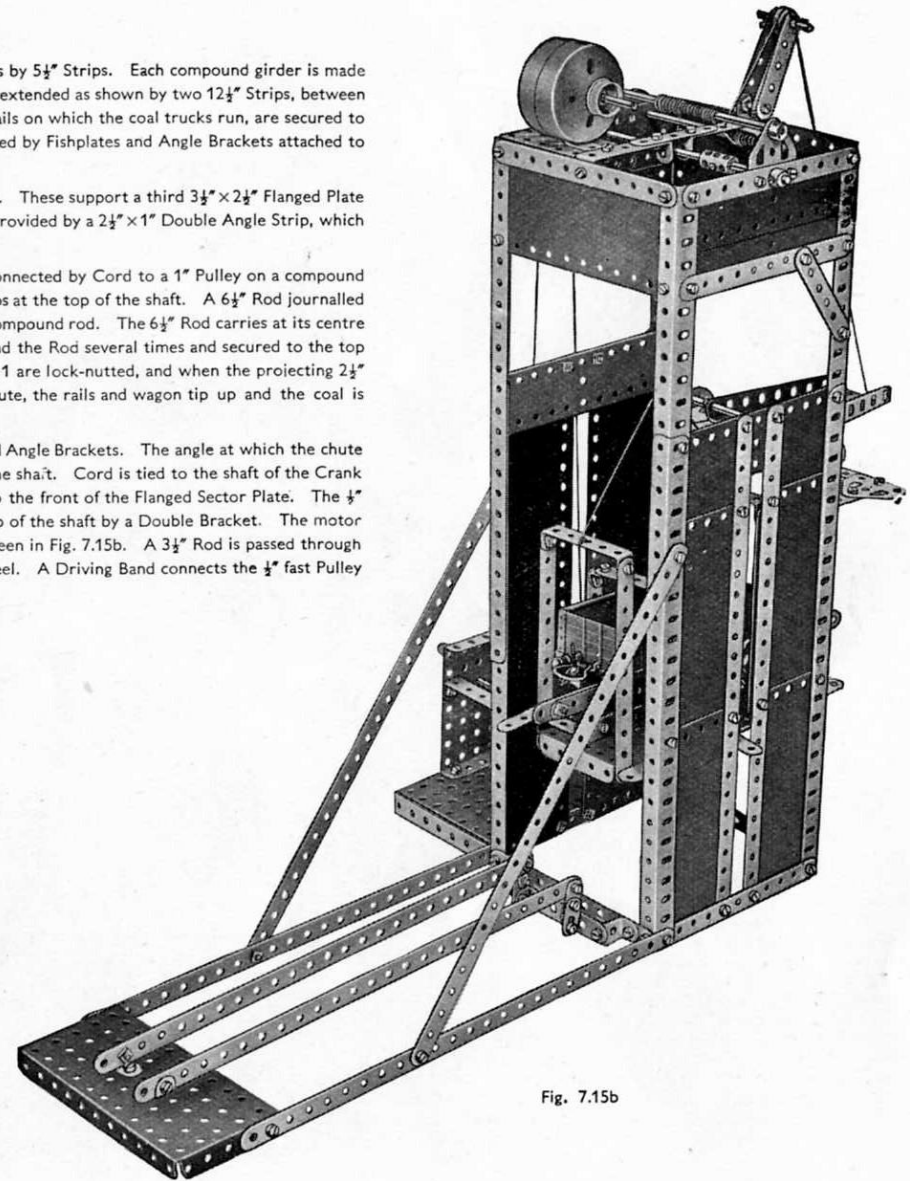 s by 5½″ Strips. Each compound girder is made
extended as shown by two 12½″ Strips, between
ils on which the coal trucks run, are secured to
ed by Fishplates and Angle Brackets attached to
. These support a third 3½″ × 2½″ Flanged Plate
rovided by a 2½″ × 1″ Double Angle Strip, which
onnected by Cord to a 1″ Pulley on a compound
os at the top of the shaft. A 6½″ Rod journalled
ompound rod. The 6½″ Rod carries at its centre
nd the Rod several times and secured to the top
1 are lock-nutted, and when the projecting 2½″
ute, the rails and wagon tip up and the coal is
l Angle Brackets. The angle at which the chute
he shaft. Cord is tied to the shaft of the Crank
o the front of the Flanged Sector Plate. The ½″
p of the shaft by a Double Bracket. The motor
een in Fig. 7.15b. A 3½″ Rod is passed through
eel. A Driving Band connects the ½″ fast Pulley
Fig. 7.15b